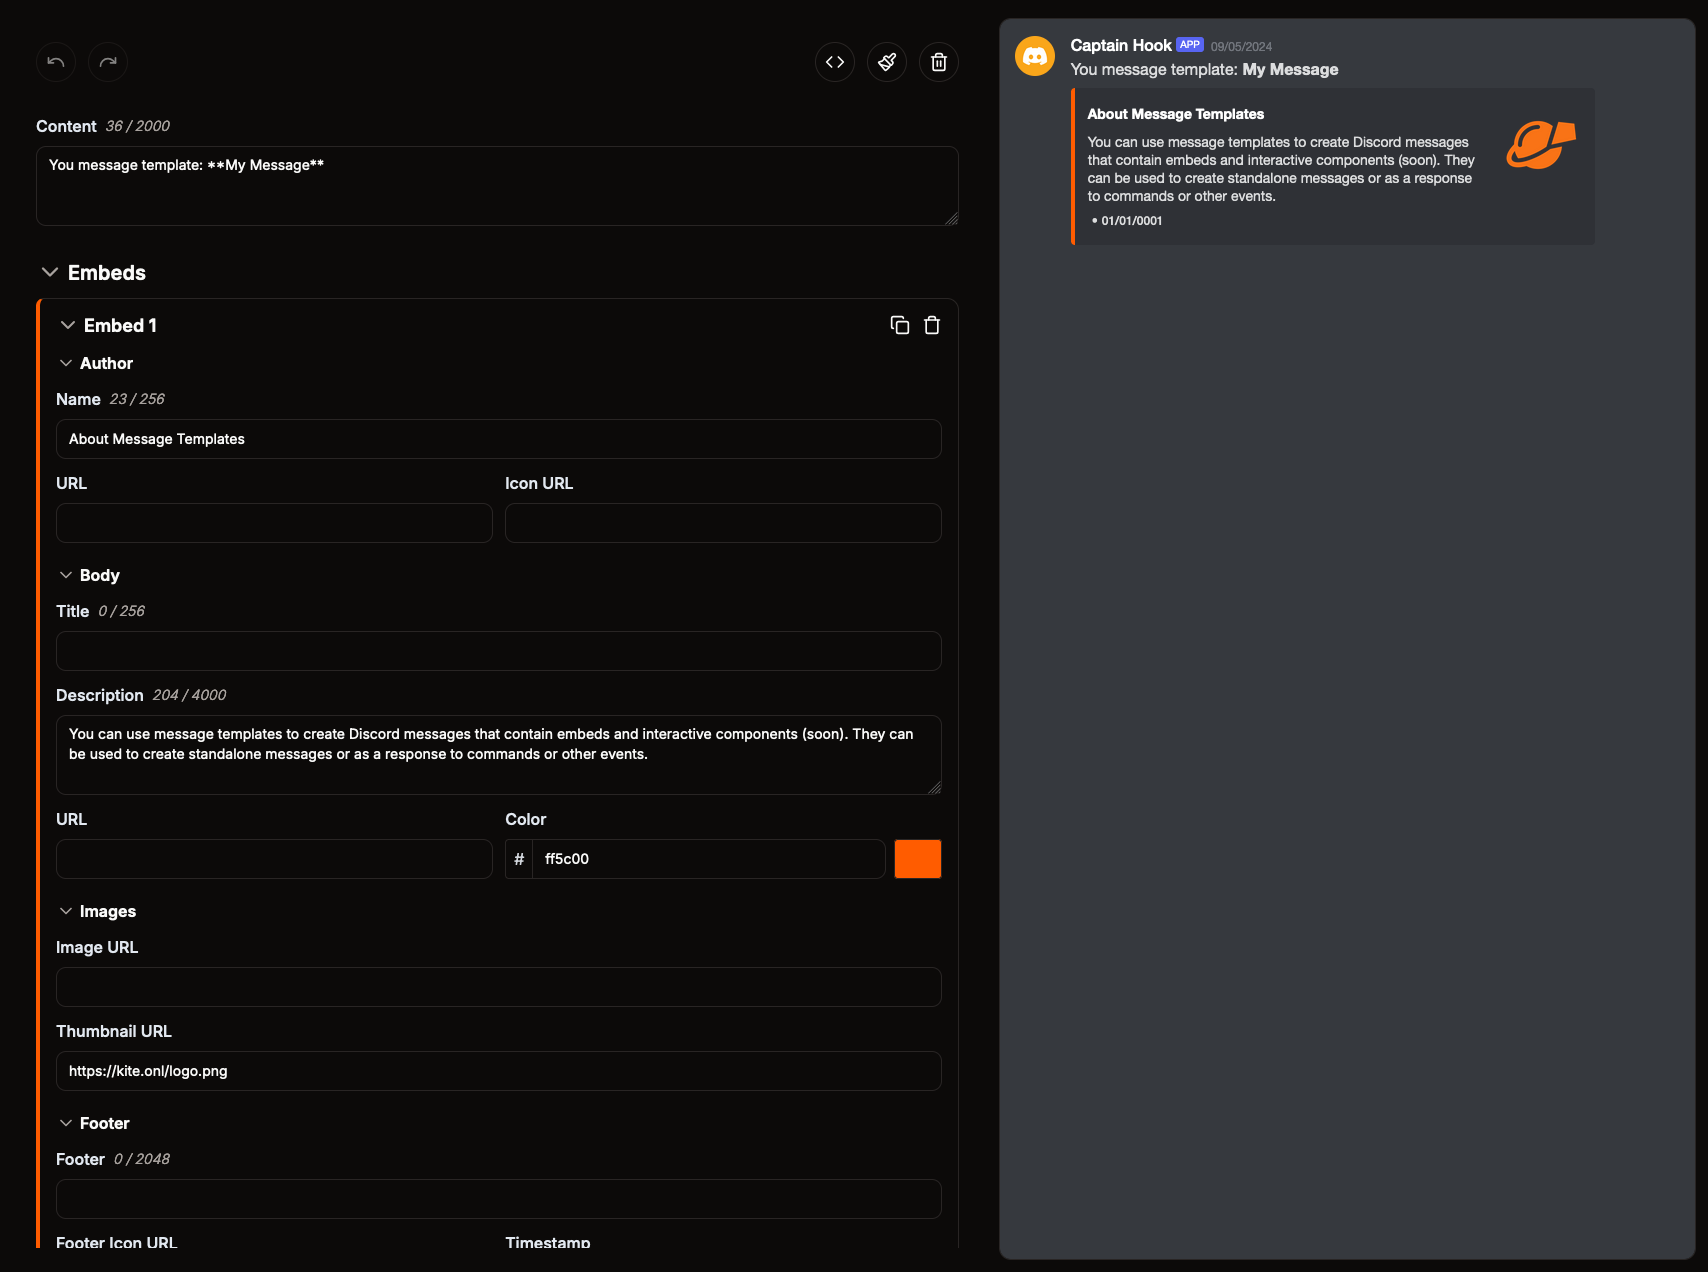 Content 36 / 2000
You message template: **My Message**
Embeds
Embed 1
Author
Name 23 / 256
About Message Templates
URL Icon URL
Body
Title 0 / 256
Description 204 / 4000
You can use message templates to create Discord messages that contain embeds and interactive components (soon). They can
be used to create standalone messages or as a response to commands or other events.
URL Color
# ff5c00
Images
Image URL
Thumbnail URL
https://kite.onl/logo.png
Footer
Footer 0 / 2048
Footer Icon URL Timestamp
Captain Hook APP 09/05/2024
You message template: My Message
About Message Templates
You can use message templates to create Discord messages
that contain embeds and interactive components (soon). They
can be used to create standalone messages or as a response
to commands or other events.
• 01/01/0001